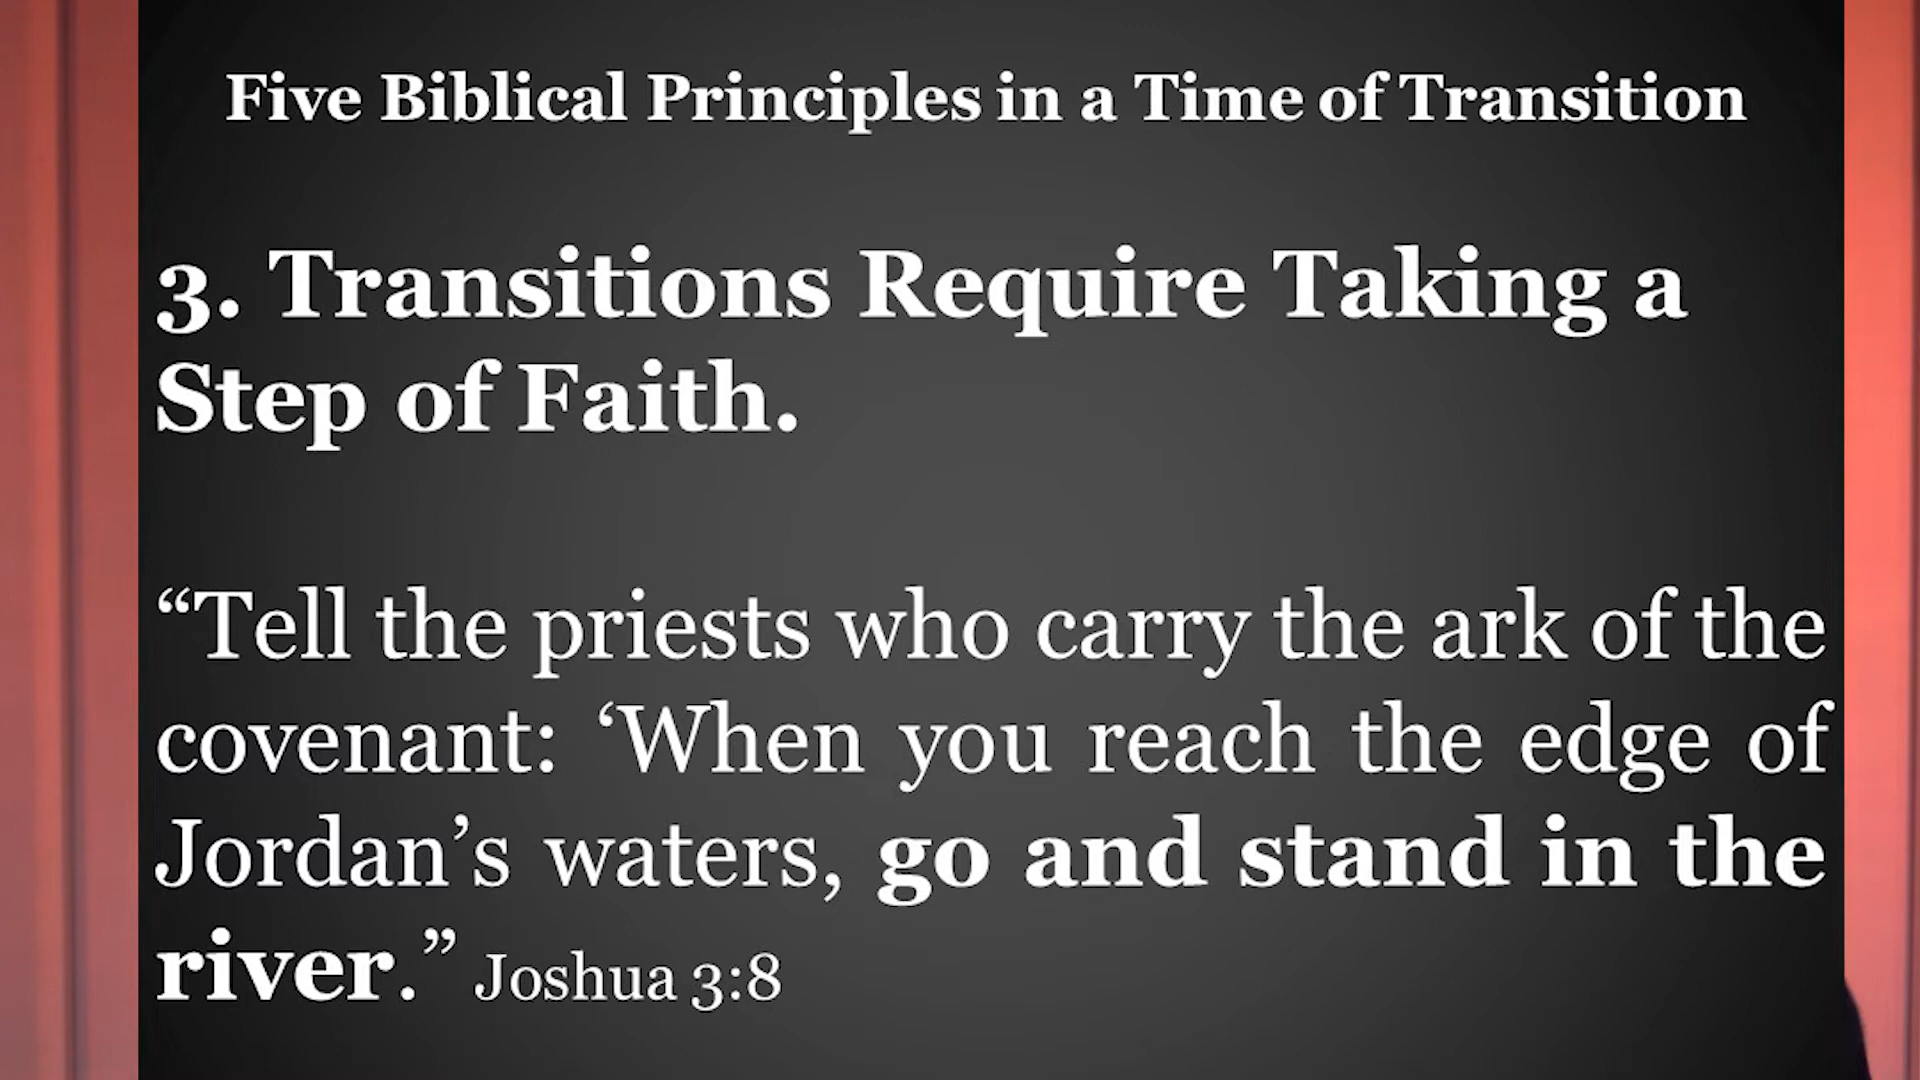 Five Biblical Principles in a Time of Transition
3. Transitions Require Taking a
Step of Faith.
“Tell the priests who carry the ark of the
covenant: ‘When you reach the edge of
Jordan’s waters, go and stand in the
river.” Joshua 3:8